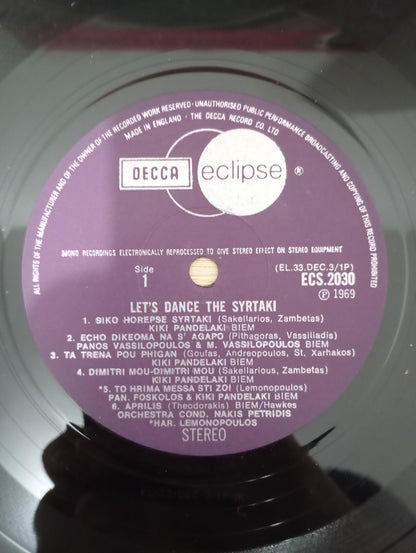 ALL RIGHTS OF THE MANUFACTURER AND OF THE OWNER OF THE RECORDED WORK RESERVED · UNAUTHORISED PUBLIC PERFORMANCE BROADCASTING AND COPYING OF THIS RECORD PROHIBITED
MADE IN ENGLAND · THE DECCA RECORD CO. LTD
DECCA eclipse ®
MONO RECORDINGS ELECTRONICALLY REPROCESSED TO GIVE STEREO EFFECT ON STEREO EQUIPMENT
Side
1
(EL.33.DEC.3/1P)
ECS.2030
Ⓟ 1969
LET'S DANCE THE SYRTAKI
1. SIKO HOREPSE SYRTAKI (Sakellarios, Zambetas)
KIKI PANDELAKI BIEM
2. ECHO DIKEOMA NA S' AGAPO (Pithagoras, Vassiliadis)
PANOS VASSILOPOULOS & M. VASSILOPOULOS BIEM
3. TA TRENA POU PHIGAN (Goufas, Andreopoulos, St. Xarhakos)
KIKI PANDELAKI BIEM
4. DIMITRI MOU-DIMITRI MOU (Sakellarious, Zambetas)
KIKI PANDELAKI BIEM
*5. TO HRIMA MESSA STI ZOI (Lemonopoulos)
PAN. FOSKOLOS & KIKI PANDELAKI BIEM
6. APRILIS (Theodorakis) BIEM/Hawkes
ORCHESTRA COND. NAKIS PETRIDIS
*HAR. LEMONOPOULOS
STEREO